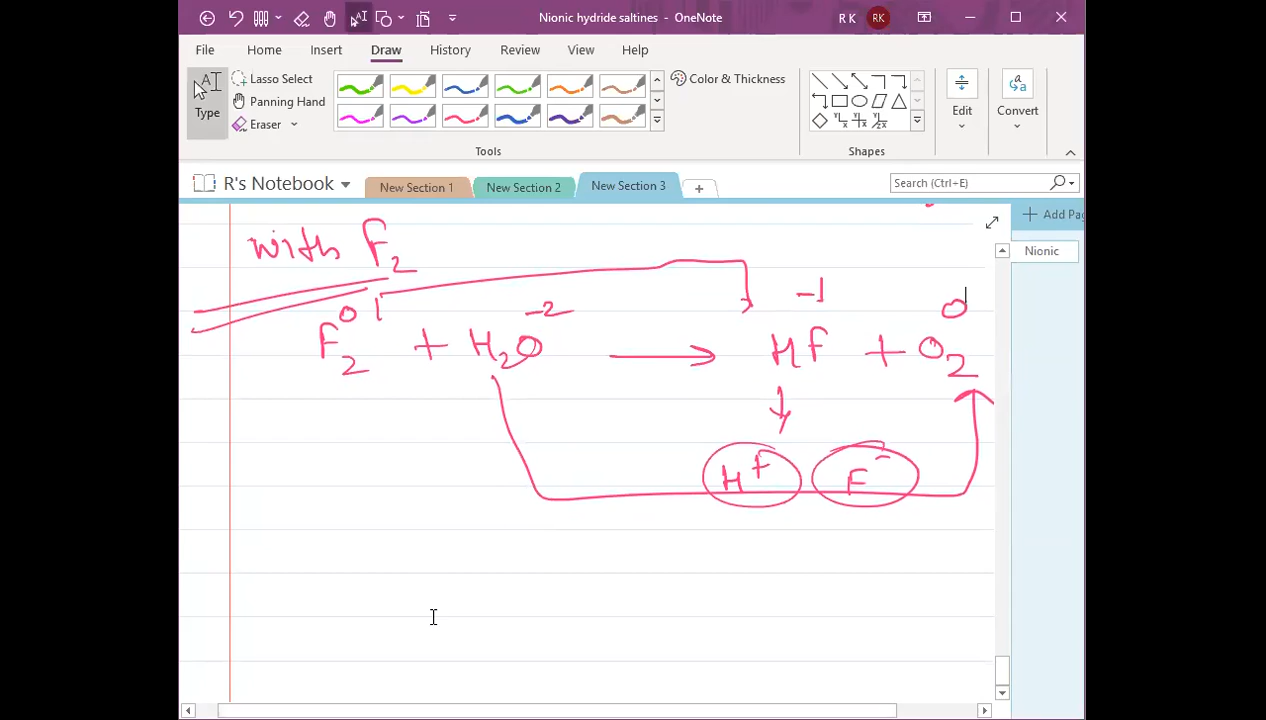 Nionic hydride saltines - OneNote
R K
RK
File Home Insert Draw History Review View Help
Type
Lasso Select
Panning Hand
Eraser
Color & Thickness
Edit
Convert
Tools
Shapes
R's Notebook
New Section 1
New Section 2
New Section 3
Search (Ctrl+E)
Add Pag
Nionic
with F2
0 -2 -1 0
F2 + H2O → HF + O2
H+ F-